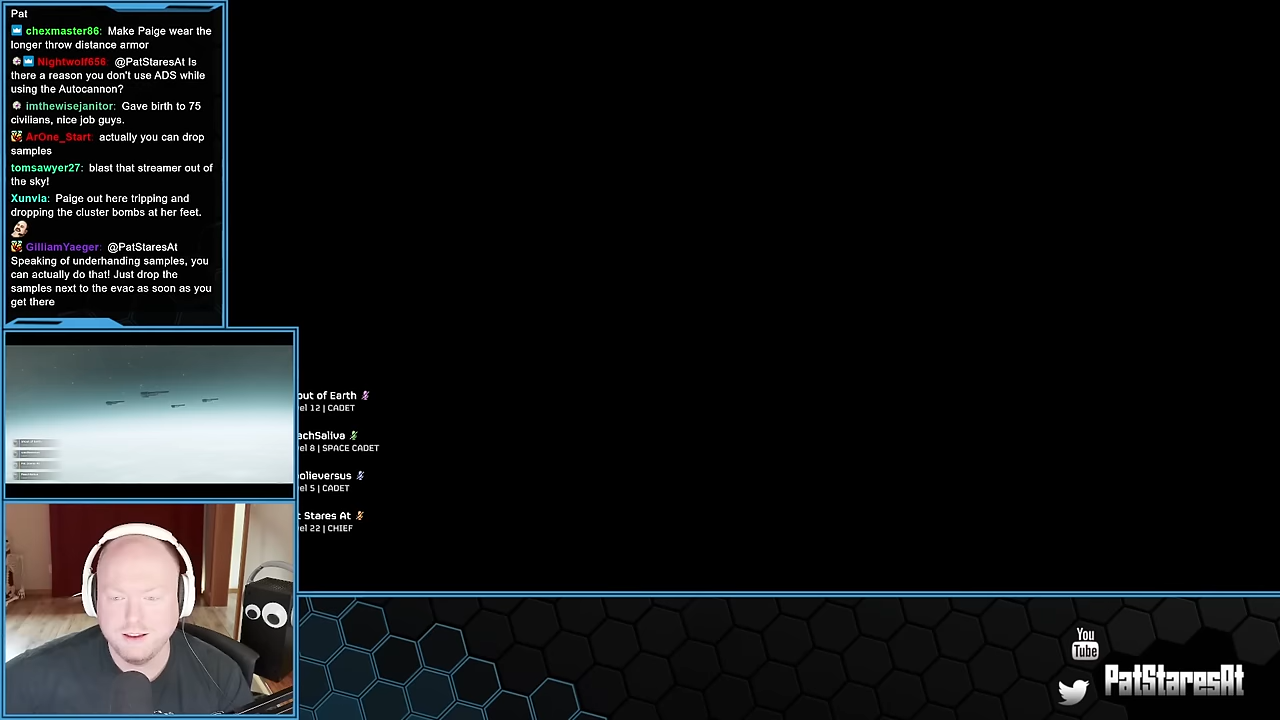 Pat
chexmaster86: Make Paige wear the
longer throw distance armor
Nightwolf656: @PatStaresAt Is
there a reason you don't use ADS while
using the Autocannon?
imthewisejanitor: Gave birth to 75
civilians, nice job guys.
ArOne_Start: actually you can drop
samples
tomsawyer27: blast that streamer out of
the sky!
Xunvla: Paige out here tripping and
dropping the cluster bombs at her feet.
GilliamYaeger: @PatStaresAt
Speaking of underhanding samples, you
can actually do that! Just drop the
samples next to the evac as soon as you
get there
out of Earth
el 12 | CADET
achSaliva
el 8 | SPACE CADET
olieversus
el 5 | CADET
t Stares At
el 22 | CHIEF
You
Tube
PatStaresAt